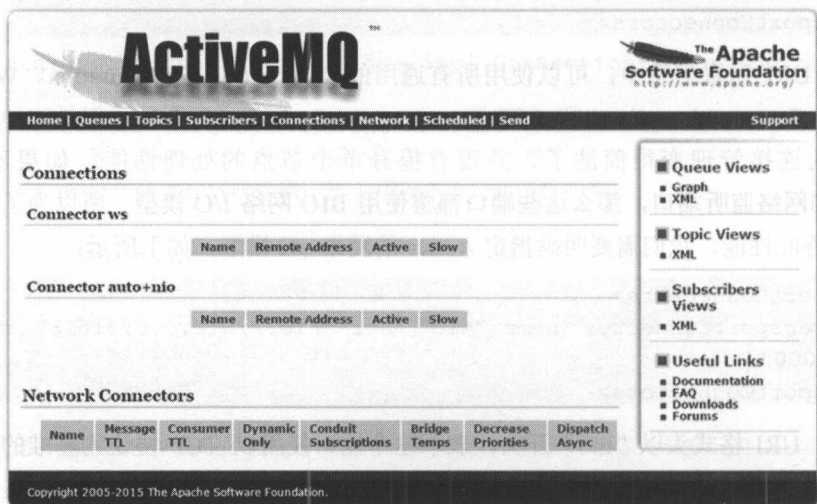 ActiveMQ™
The Apache
Software Foundation
http://www.apache.org/
Home | Queues | Topics | Subscribers | Connections | Network | Scheduled | Send
Support
Connections
Connector ws
Name Remote Address Active Slow
Connector auto+nio
Name Remote Address Active Slow
Network Connectors
Name Message TTL Consumer TTL Dynamic Only Conduit Subscriptions Bridge Temps Decrease Priorities Dispatch Async
Queue Views
Graph
XML
Topic Views
XML
Subscribers Views
XML
Useful Links
Documentation
FAQ
Downloads
Forums
Copyright 2005-2015 The Apache Software Foundation.